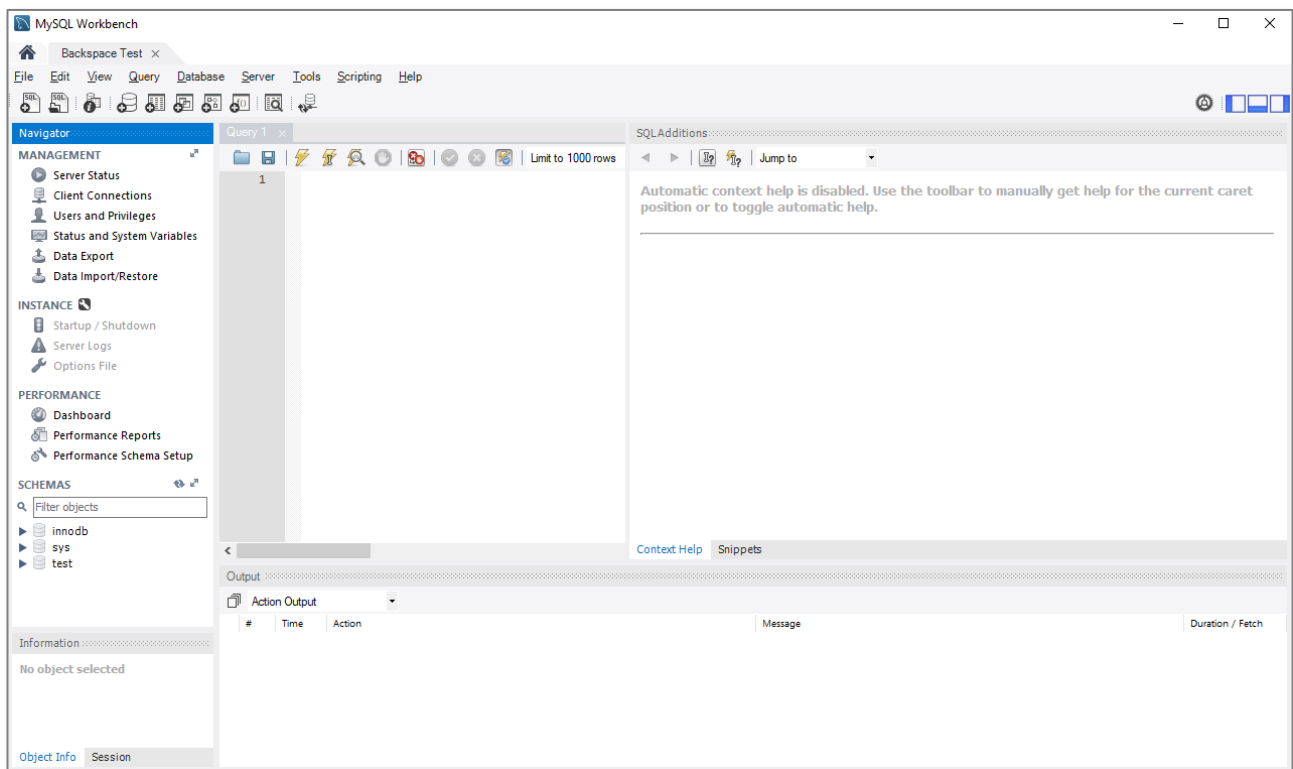 MySQL Workbench
Backspace Test
File Edit View Query Database Server Tools Scripting Help
Navigator
MANAGEMENT
Server Status
Client Connections
Users and Privileges
Status and System Variables
Data Export
Data Import/Restore
INSTANCE
Startup / Shutdown
Server Logs
Options File
PERFORMANCE
Dashboard
Performance Reports
Performance Schema Setup
SCHEMAS
Filter objects
innodb
sys
test
Information
No object selected
Object Info Session
Query 1
Limit to 1000 rows
1
SQLAdditions
Jump to
Automatic context help is disabled. Use the toolbar to manually get help for the current caret
position or to toggle automatic help.
Context Help Snippets
Output
Action Output
# Time Action Message Duration / Fetch